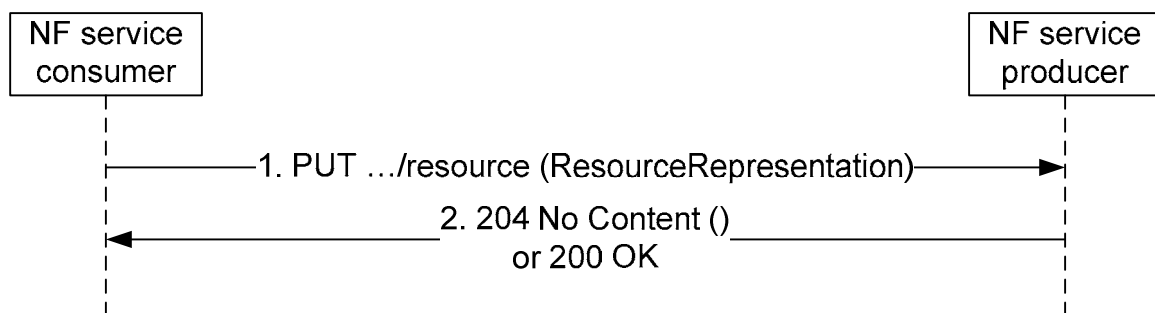 NF service
consumer
NF service
producer
1. PUT …/resource (ResourceRepresentation)
2. 204 No Content ()
or 200 OK